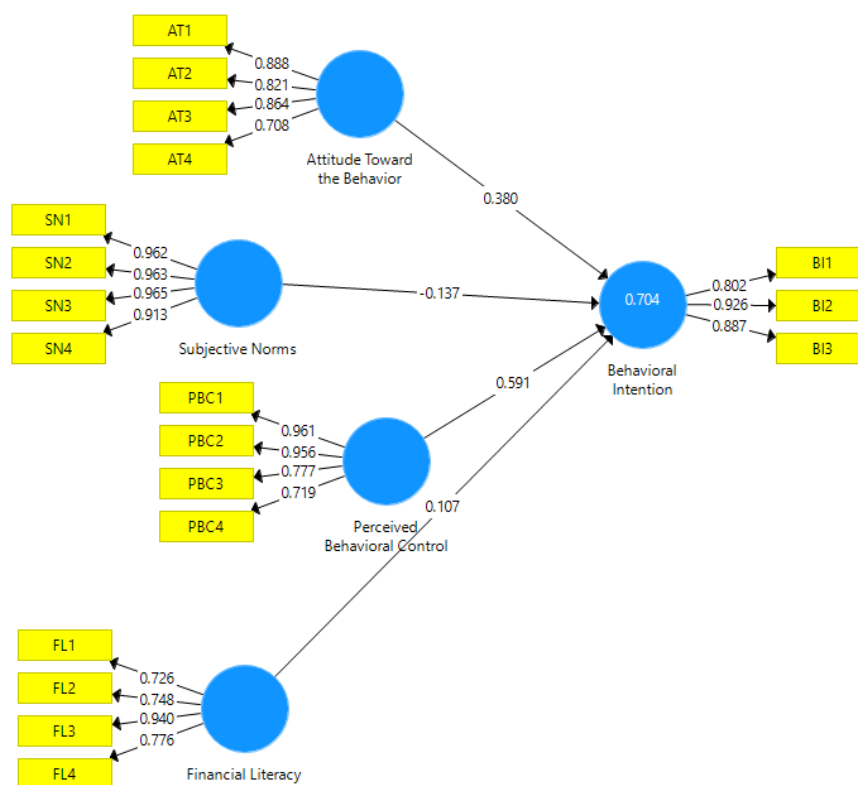 AT1
AT2
AT3
AT4
0.888
0.821
0.864
0.708
Attitude Toward
the Behavior
0.380
SN1
SN2
SN3
SN4
0.962
0.963
0.965
0.913
Subjective Norms
-0.137
0.704
Behavioral
Intention
0.802
0.926
0.887
BI1
BI2
BI3
PBC1
PBC2
PBC3
PBC4
0.961
0.956
0.777
0.719
Perceived
Behavioral Control
0.591
0.107
FL1
FL2
FL3
FL4
0.726
0.748
0.940
0.776
Financial Literacy